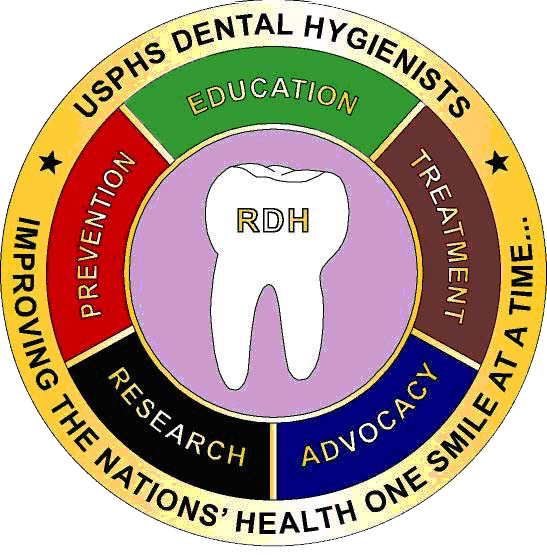 USPHS DENTAL HYGIENISTS
EDUCATION
PREVENTION
TREATMENT
RDH
RESEARCH
ADVOCACY
IMPROVING THE NATIONS' HEALTH ONE SMILE AT A TIME...